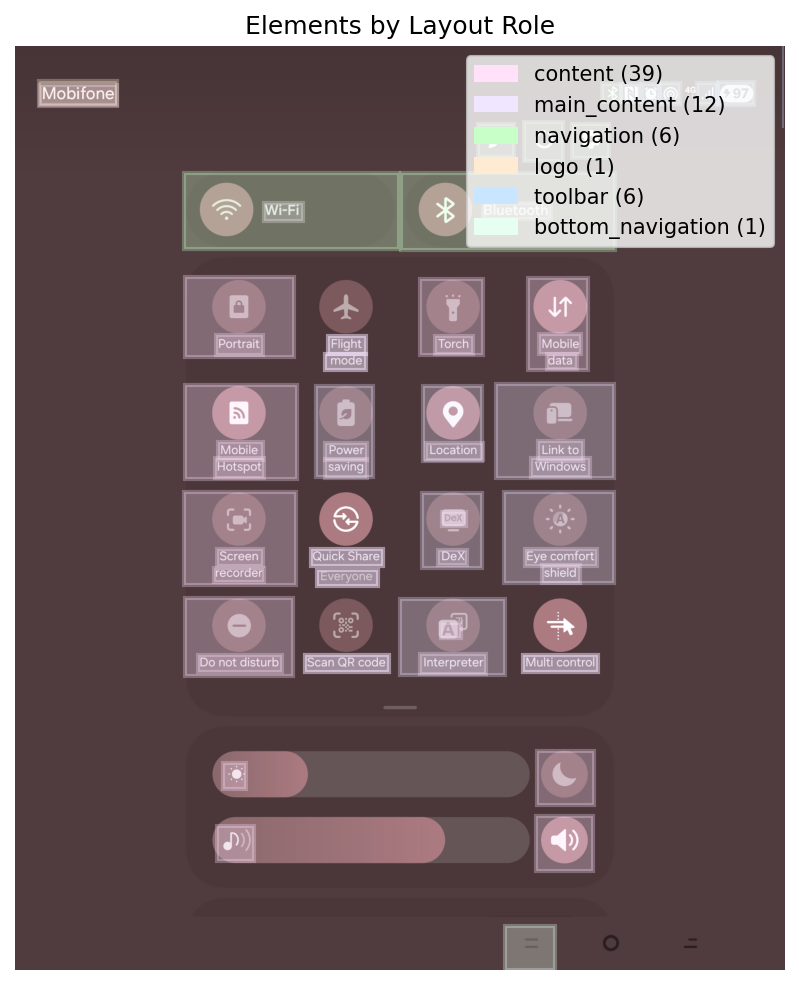 Elements by Layout Role
Mobifone
4G
97
content (39)
main_content (12)
navigation (6)
logo (1)
toolbar (6)
bottom_navigation (1)
Wi-Fi
Bluetooth
Portrait
Flight
mode
Torch
Mobile
data
Mobile
Hotspot
Power
saving
Location
Link to
Windows
Screen
recorder
Quick Share
Everyone
DeX
DeX
Eye comfort
shield
A
Do not disturb
Scan QR code
A
Interpreter
Multi control